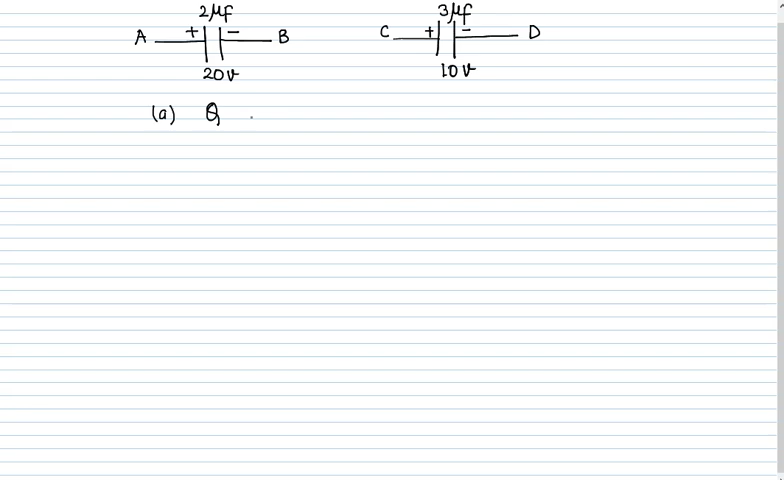 2μf 3μf
A + − B C + − D
20v 10v
(a) Q